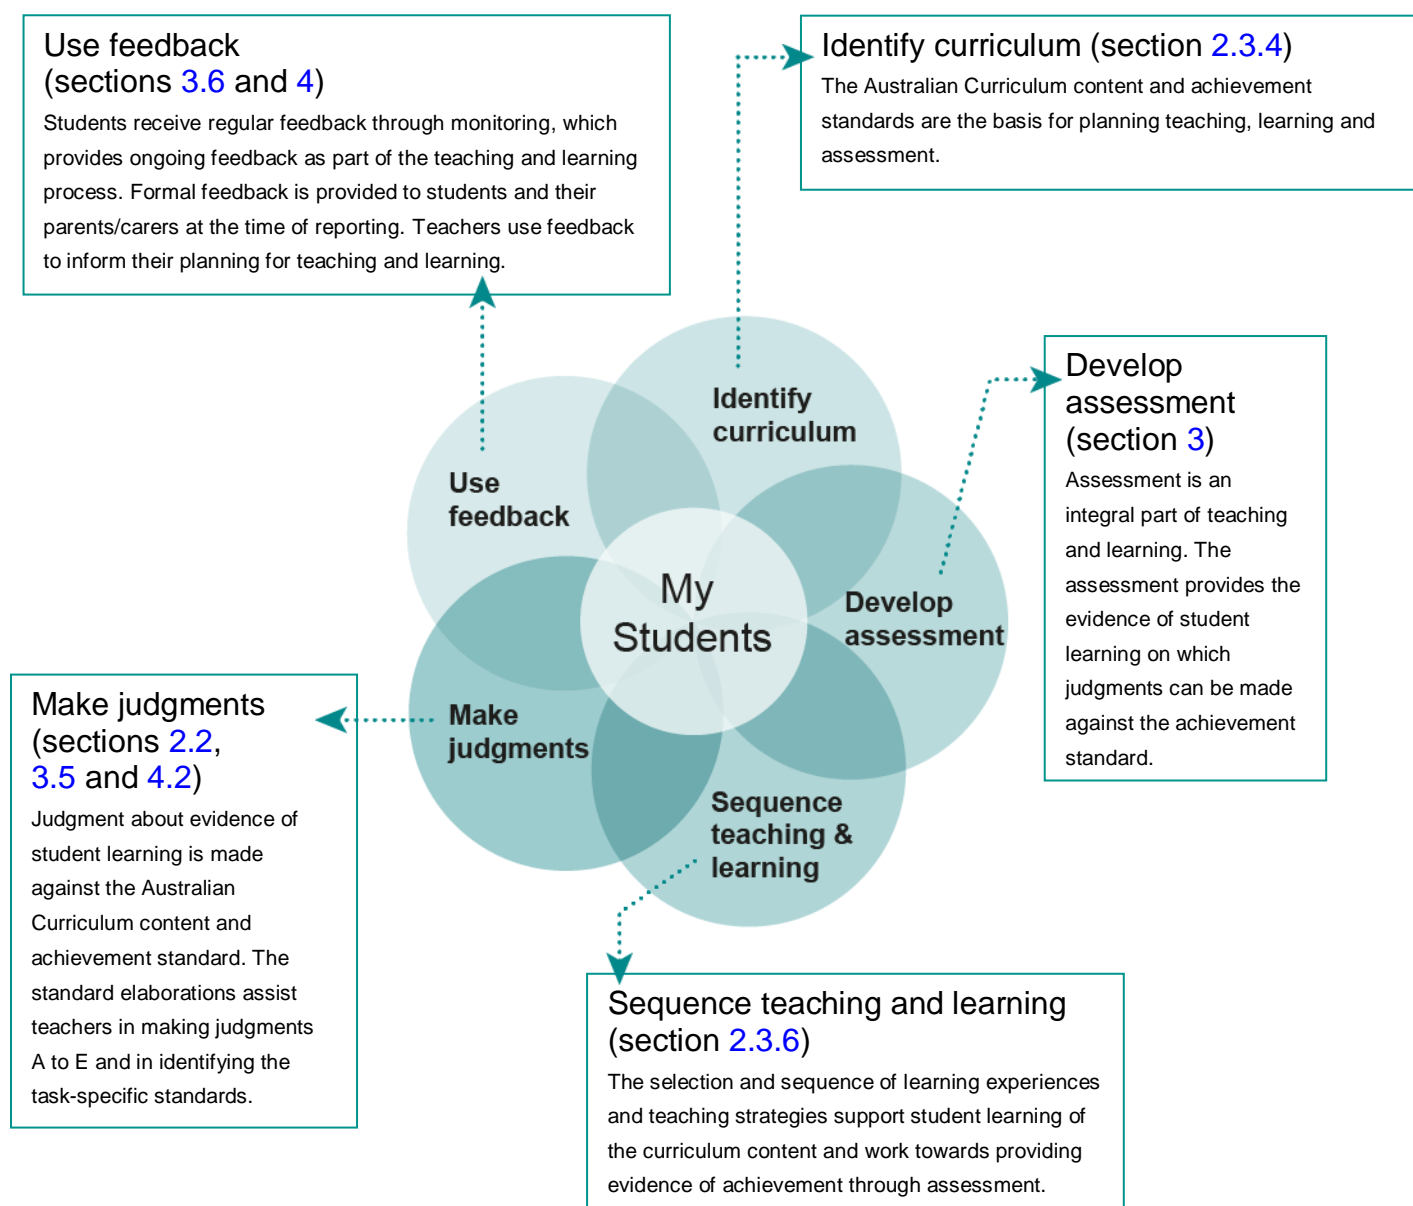 Use feedback
(sections 3.6 and 4)
Students receive regular feedback through monitoring, which
provides ongoing feedback as part of the teaching and learning
process. Formal feedback is provided to students and their
parents/carers at the time of reporting. Teachers use feedback
to inform their planning for teaching and learning.
Identify curriculum (section 2.3.4)
The Australian Curriculum content and achievement
standards are the basis for planning teaching, learning and
assessment.
Develop
assessment
(section 3)
Assessment is an
integral part of teaching
and learning. The
assessment provides the
evidence of student
learning on which
judgments can be made
against the achievement
standard.
Identify
curriculum
Use
feedback
My
Students
Develop
assessment
Make
judgments
Sequence
teaching &
learning
Make judgments
(sections 2.2,
3.5 and 4.2)
Judgment about evidence of
student learning is made
against the Australian
Curriculum content and
achievement standard. The
standard elaborations assist
teachers in making judgments
A to E and in identifying the
task-specific standards.
Sequence teaching and learning
(section 2.3.6)
The selection and sequence of learning experiences
and teaching strategies support student learning of
the curriculum content and work towards providing
evidence of achievement through assessment.